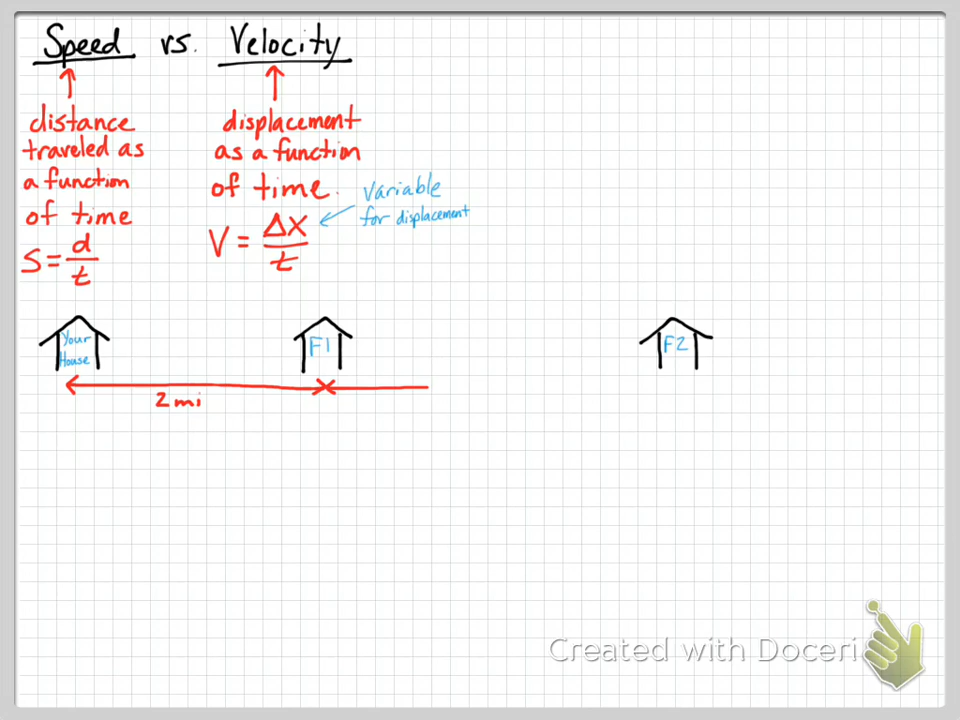 Speed vs. Velocity
distance
traveled as
a function
of time
S = d/t
displacement
as a function
of time.
V = Δx/t
Variable
for displacement
Your
House
F1
F2
2 mi
Created with Doceri